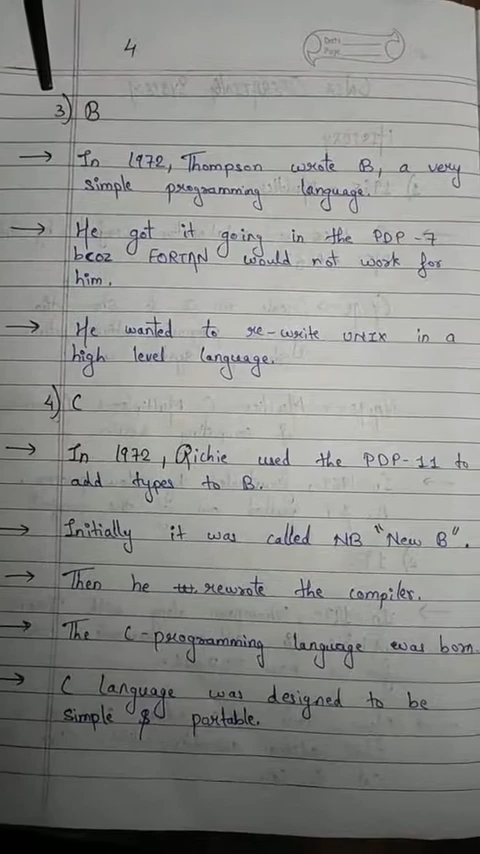 4
Date
Page
3) B
→ In 1972, Thompson wrote B, a very
simple programming language.
→ He got it going in the PDP-7
bcoz FORTAN would not work for
him.
→ He wanted to re-write UNIX in a
high level language.
4) C
→ In 1972, Richie used the PDP-11 to
add types to B.
→ Initially it was called NB "New B".
→ Then he rewrote the compiler.
→ The C-programming language was born.
→ C language was designed to be
simple & portable.